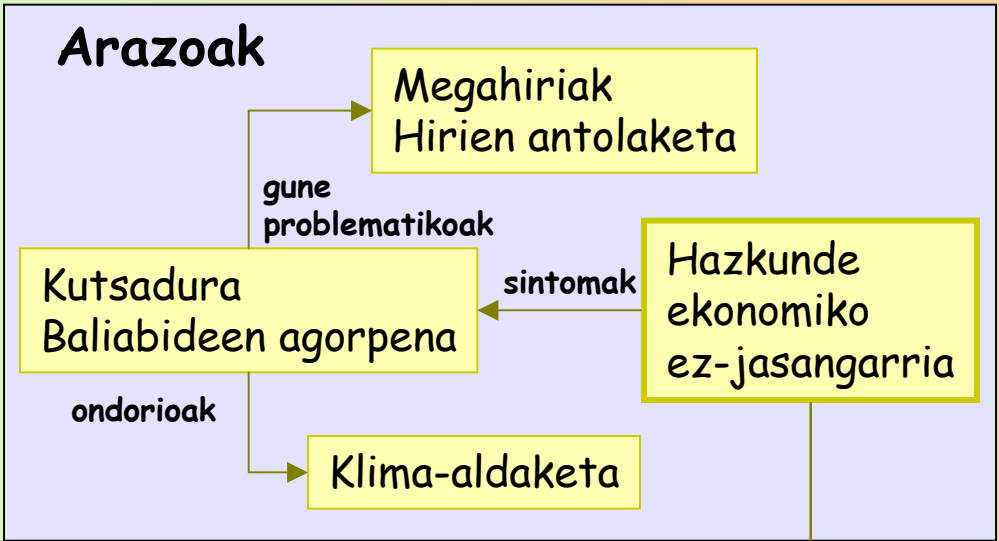 Arazoak
Megahiriak
Hirien antolaketa
gune
problematikoak
Kutsadura
Baliabideen agorpena
sintomak
Hazkunde
ekonomiko
ez-jasangarria
ondorioak
Klima-aldaketa